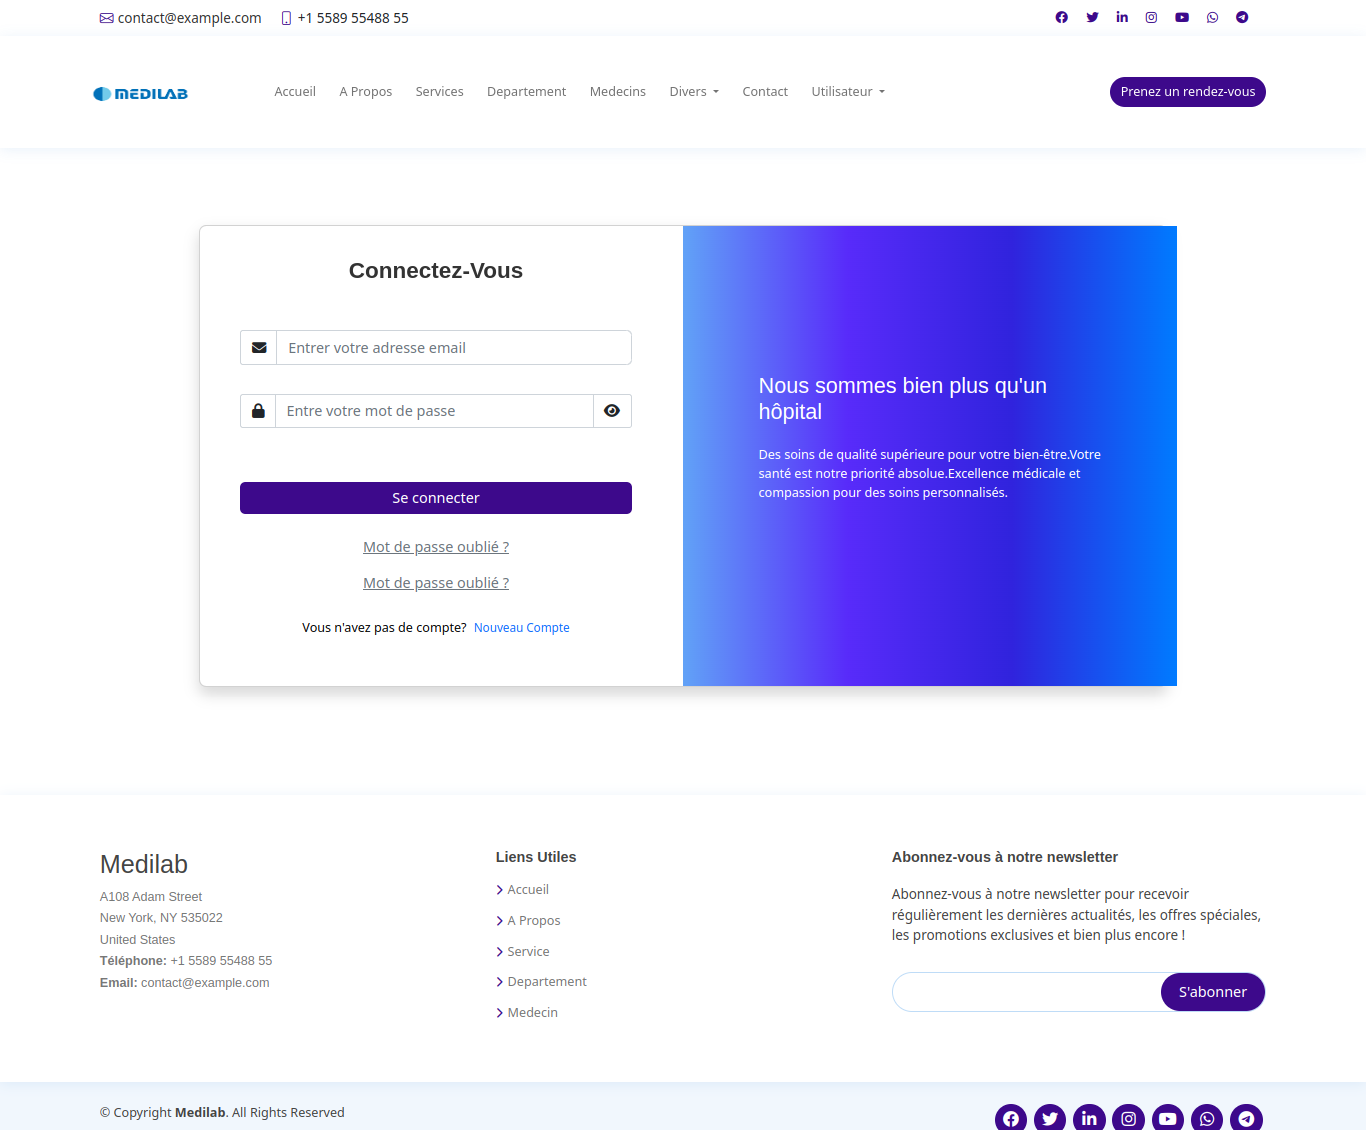 contact@example.com +1 5589 55488 55
MEDILAB Accueil A Propos Services Departement Medecins Divers Contact Utilisateur Prenez un rendez-vous
Connectez-Vous
Entrer votre adresse email
Entre votre mot de passe
Se connecter
Mot de passe oublié ?
Mot de passe oublié ?
Vous n'avez pas de compte? Nouveau Compte
Nous sommes bien plus qu'un
hôpital
Des soins de qualité supérieure pour votre bien-être.Votre
santé est notre priorité absolue.Excellence médicale et
compassion pour des soins personnalisés.
Medilab
A108 Adam Street
New York, NY 535022
United States
Téléphone: +1 5589 55488 55
Email: contact@example.com
Liens Utiles
Accueil
A Propos
Service
Departement
Medecin
Abonnez-vous à notre newsletter
Abonnez-vous à notre newsletter pour recevoir
régulièrement les dernières actualités, les offres spéciales,
les promotions exclusives et bien plus encore !
S'abonner
© Copyright Medilab. All Rights Reserved